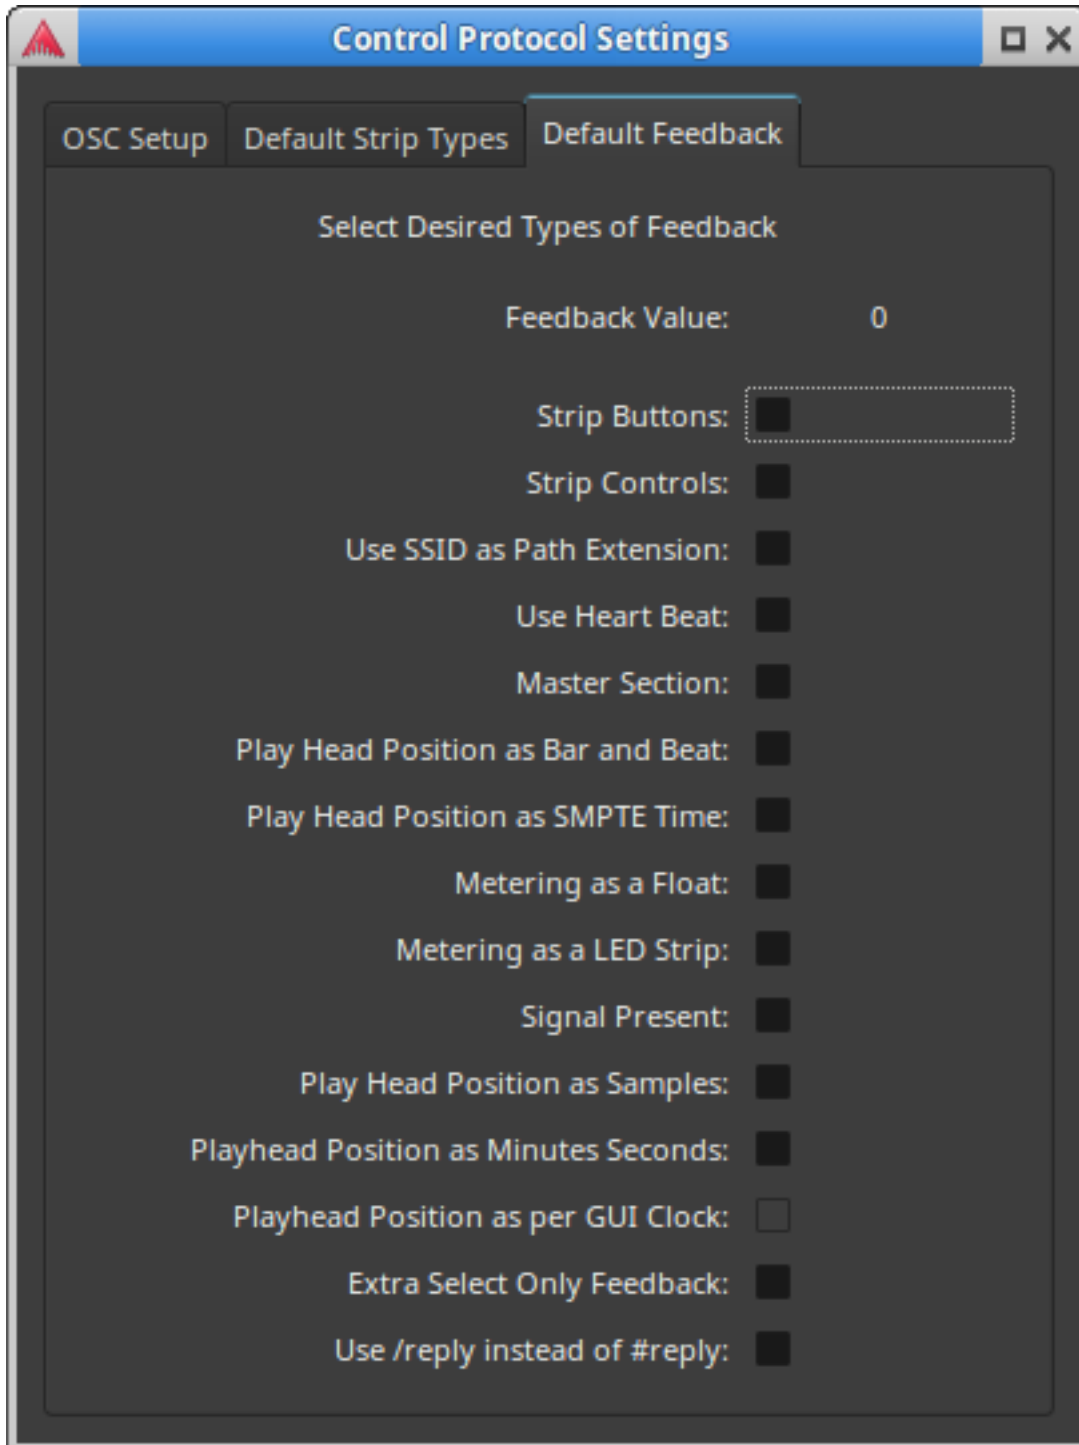 Control Protocol Settings
OSC Setup Default Strip Types Default Feedback
Select Desired Types of Feedback
Feedback Value: 0
Strip Buttons:
Strip Controls:
Use SSID as Path Extension:
Use Heart Beat:
Master Section:
Play Head Position as Bar and Beat:
Play Head Position as SMPTE Time:
Metering as a Float:
Metering as a LED Strip:
Signal Present:
Play Head Position as Samples:
Playhead Position as Minutes Seconds:
Playhead Position as per GUI Clock:
Extra Select Only Feedback:
Use /reply instead of #reply: